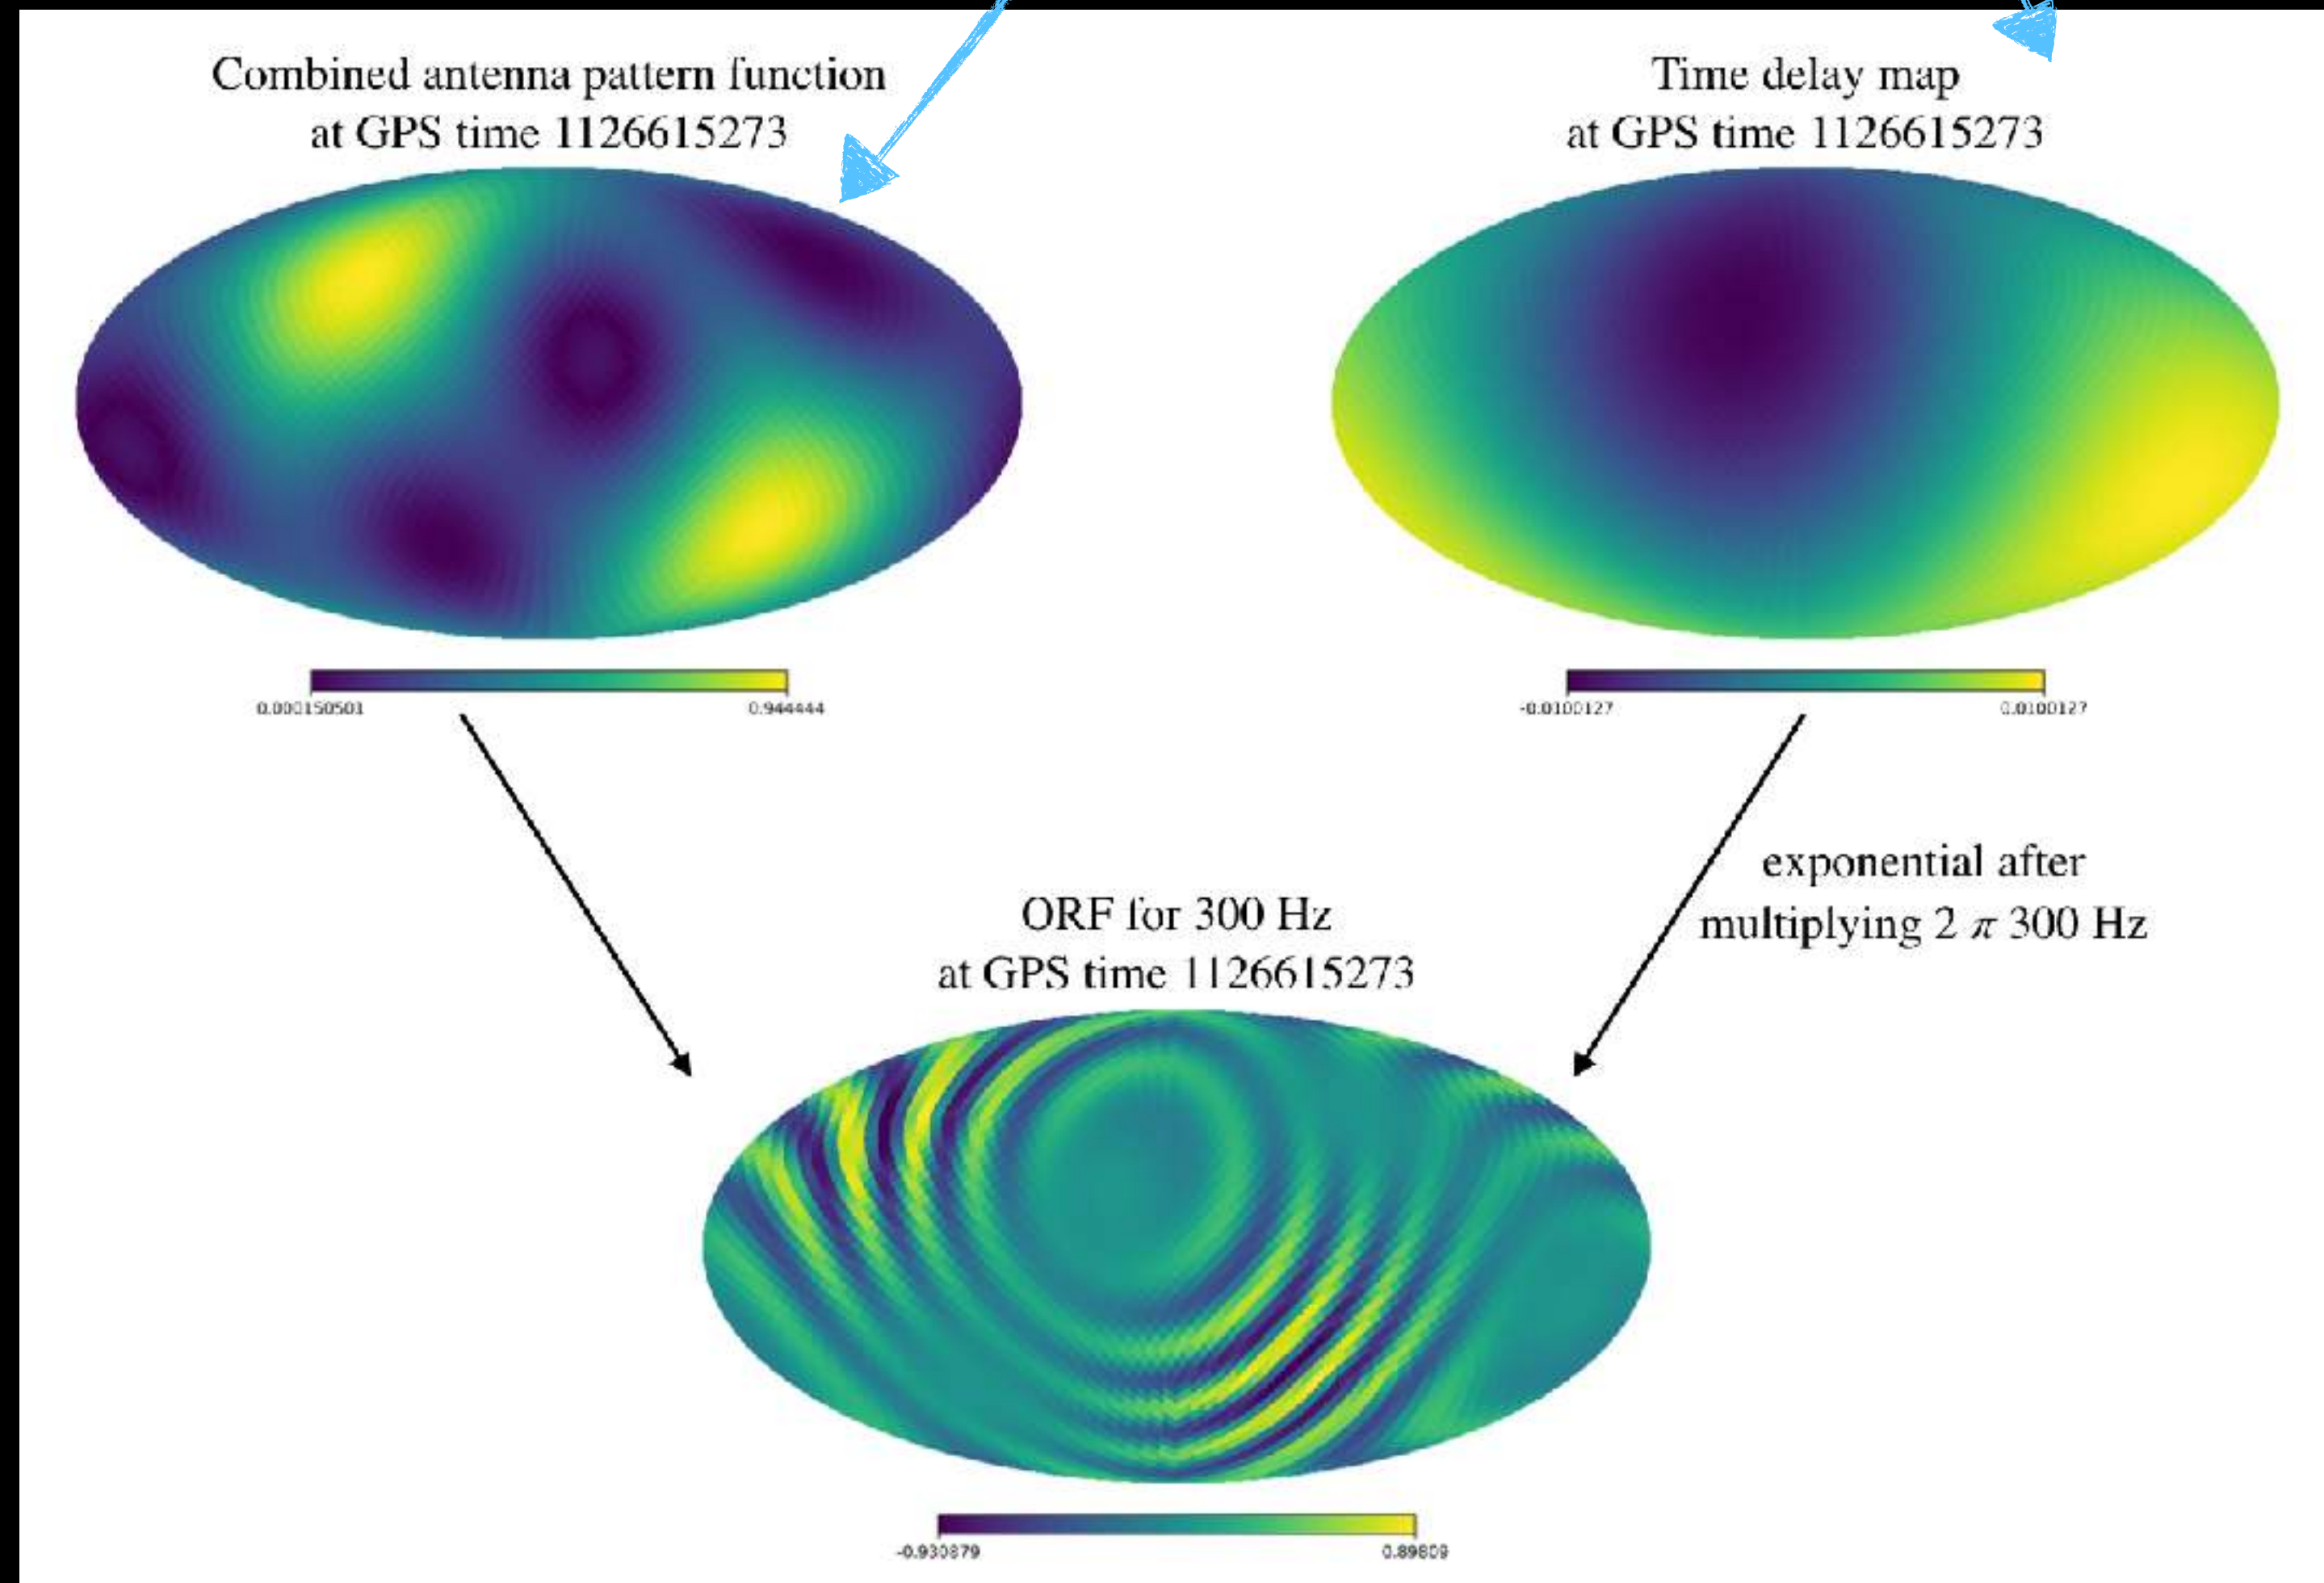 Combined antenna pattern function
at GPS time 1126615273
0.000150501
0.944444
Time delay map
at GPS time 1126615273
-0.0100127
0.0100127
exponential after
multiplying 2 π 300 Hz
ORF for 300 Hz
at GPS time 1126615273
-0.930879
0.89809